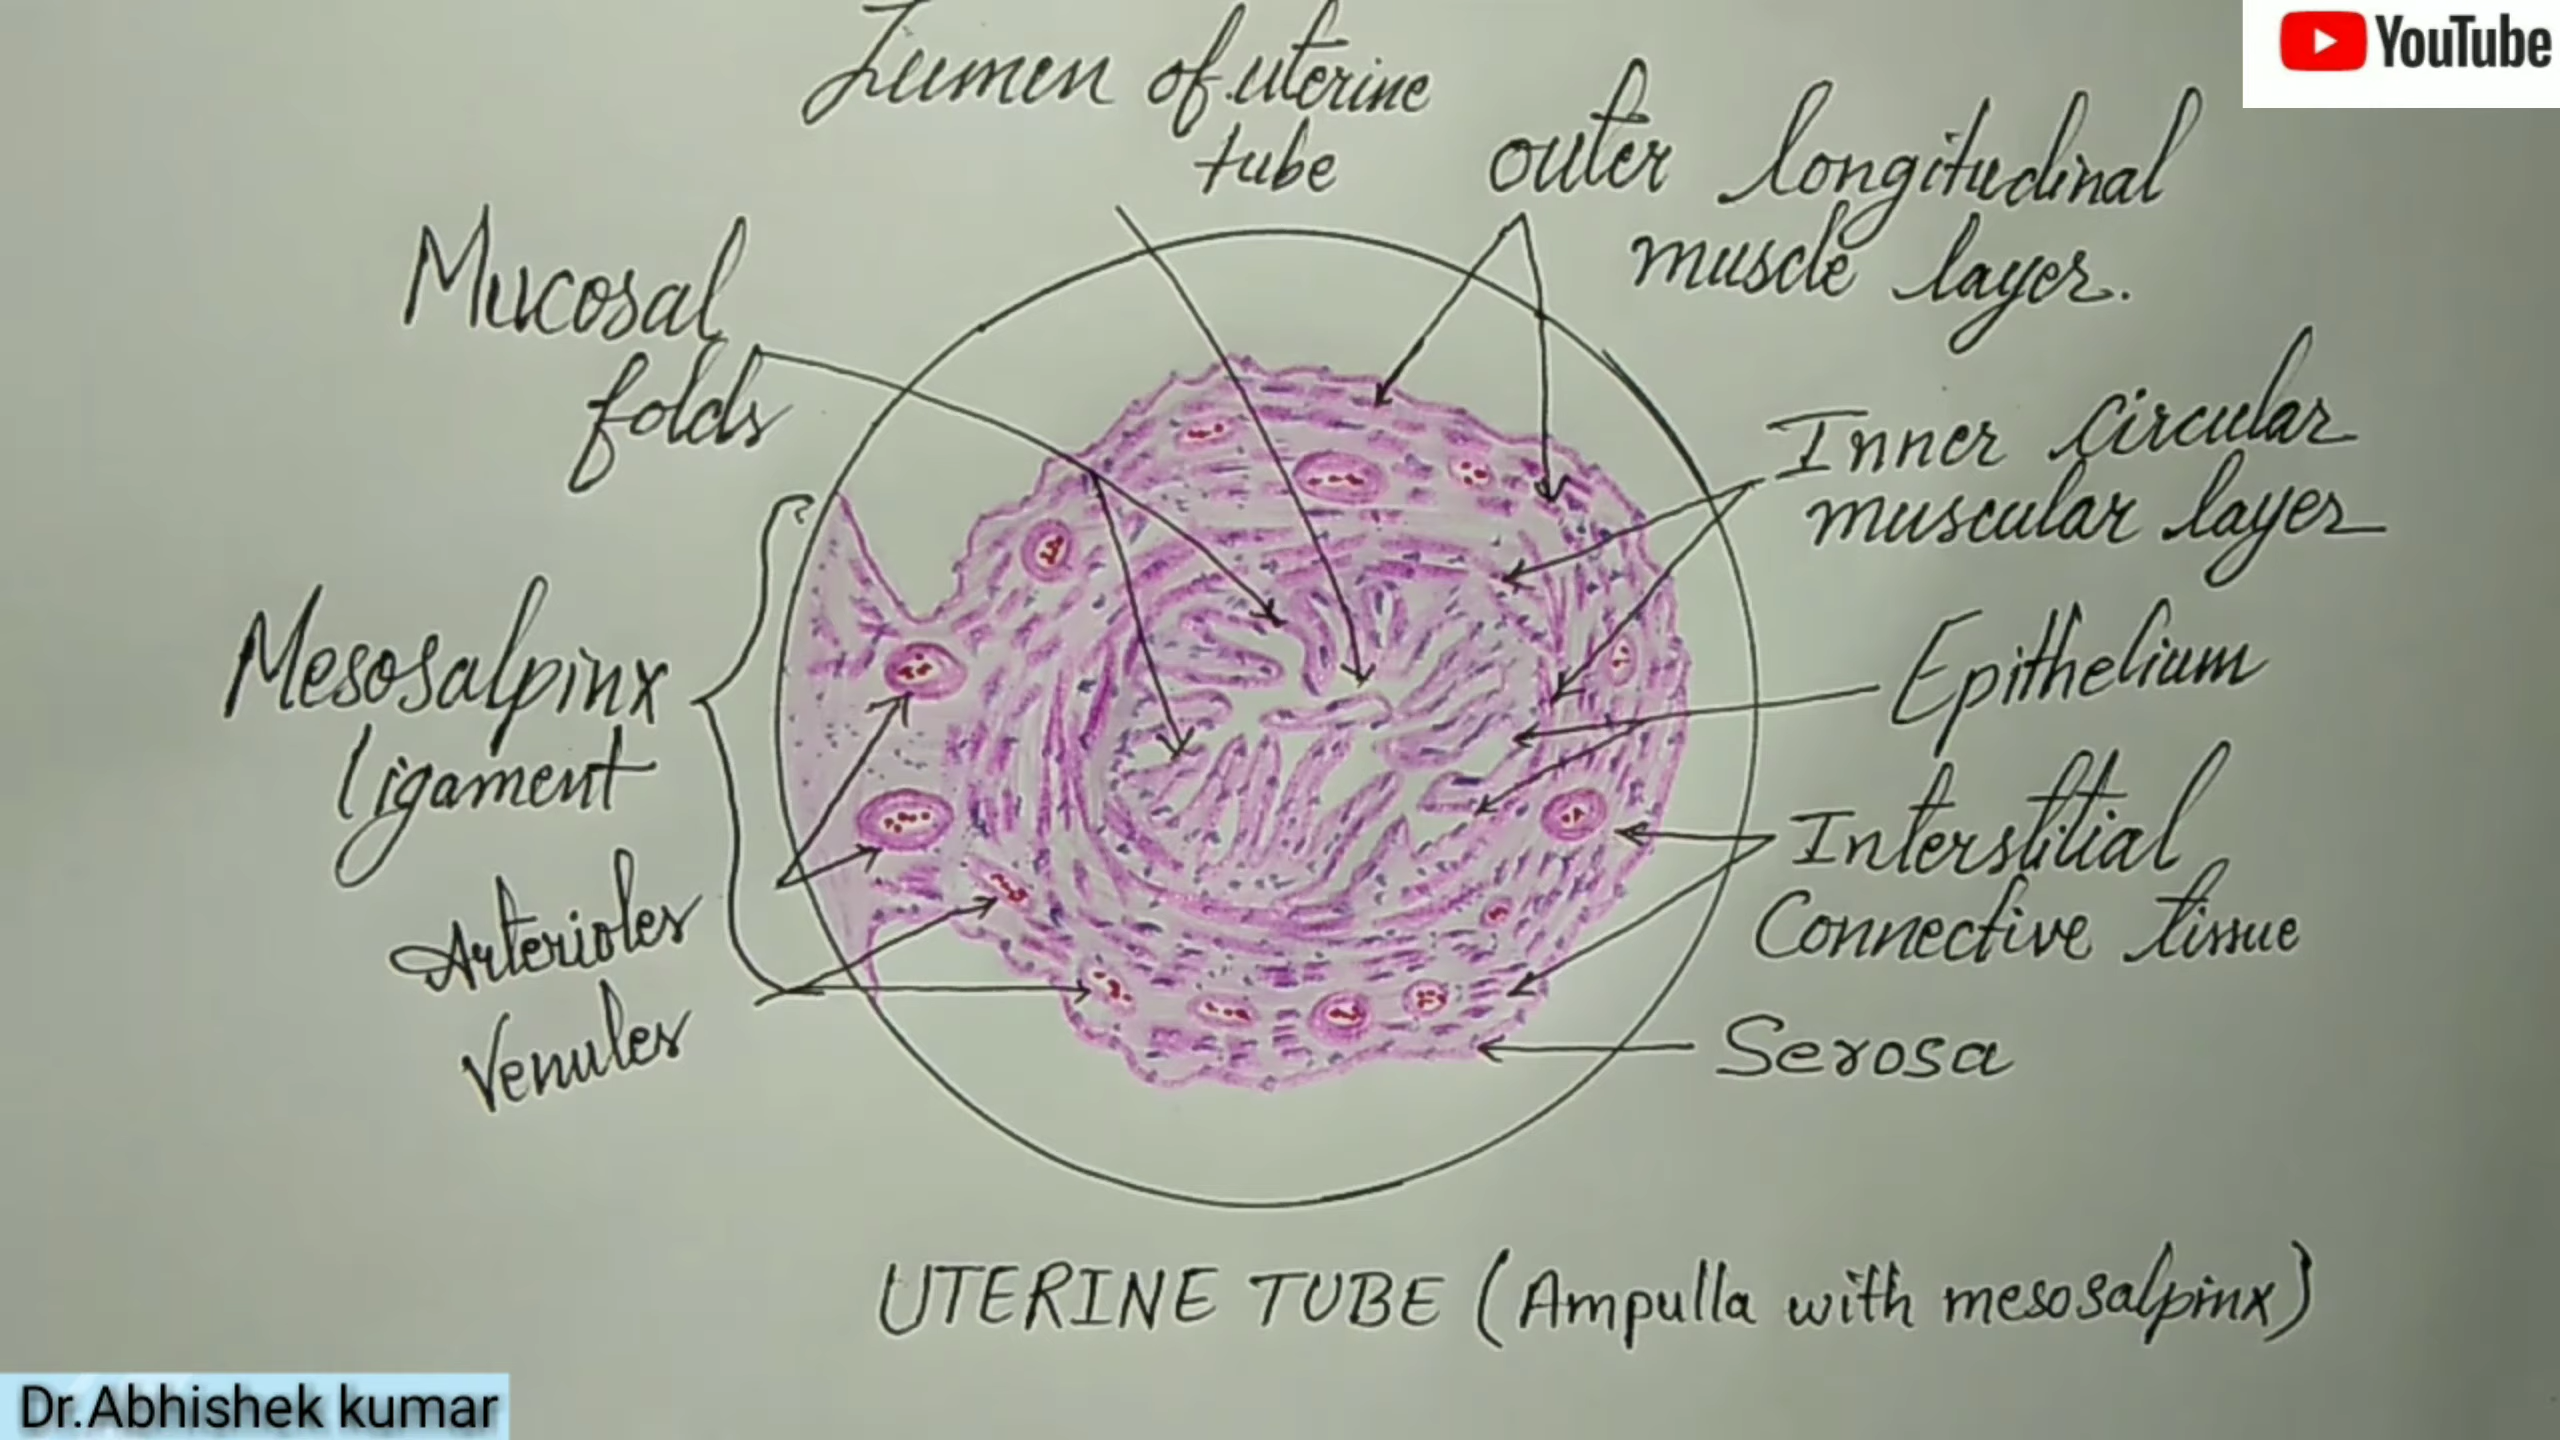 Lumen of uterine
tube
YouTube
outer longitudinal
muscle layer.
Mucosal
folds
Inner circular
muscular layer
Mesosalpinx
ligament
Epithelium
Interstitial
Connective tissue
Arterioles
Venules
Serosa
UTERINE TUBE (Ampulla with mesosalpinx)
Dr.Abhishek kumar